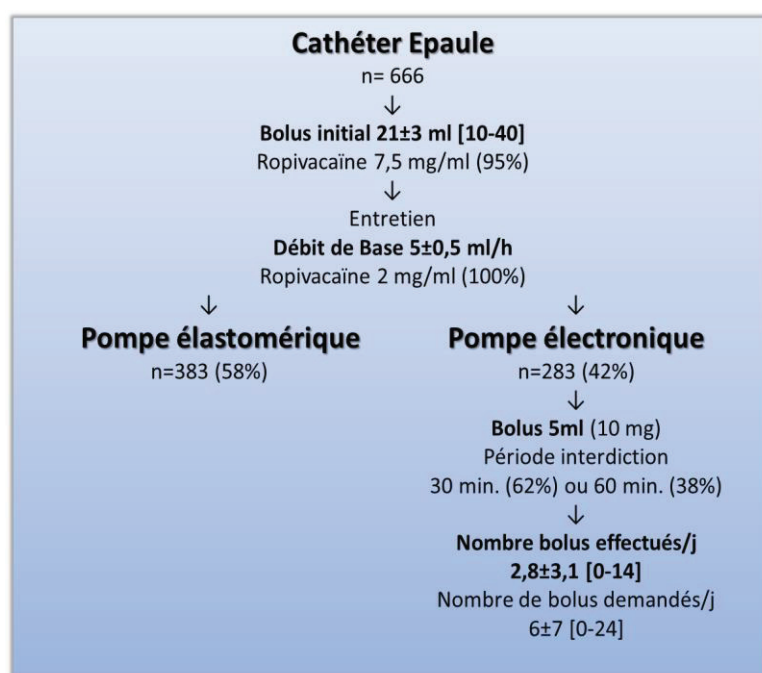 Cathéter Epaule
n= 666
↓
Bolus initial 21±3 ml [10-40]
Ropivacaïne 7,5 mg/ml (95%)
↓
Entretien
Débit de Base 5±0,5 ml/h
Ropivacaïne 2 mg/ml (100%)
↓
Pompe élastomérique
n=383 (58%)
↓
Pompe électronique
n=283 (42%)
↓
Bolus 5ml (10 mg)
Période interdiction
30 min. (62%) ou 60 min. (38%)
↓
Nombre bolus effectués/j
2,8±3,1 [0-14]
Nombre de bolus demandés/j
6±7 [0-24]